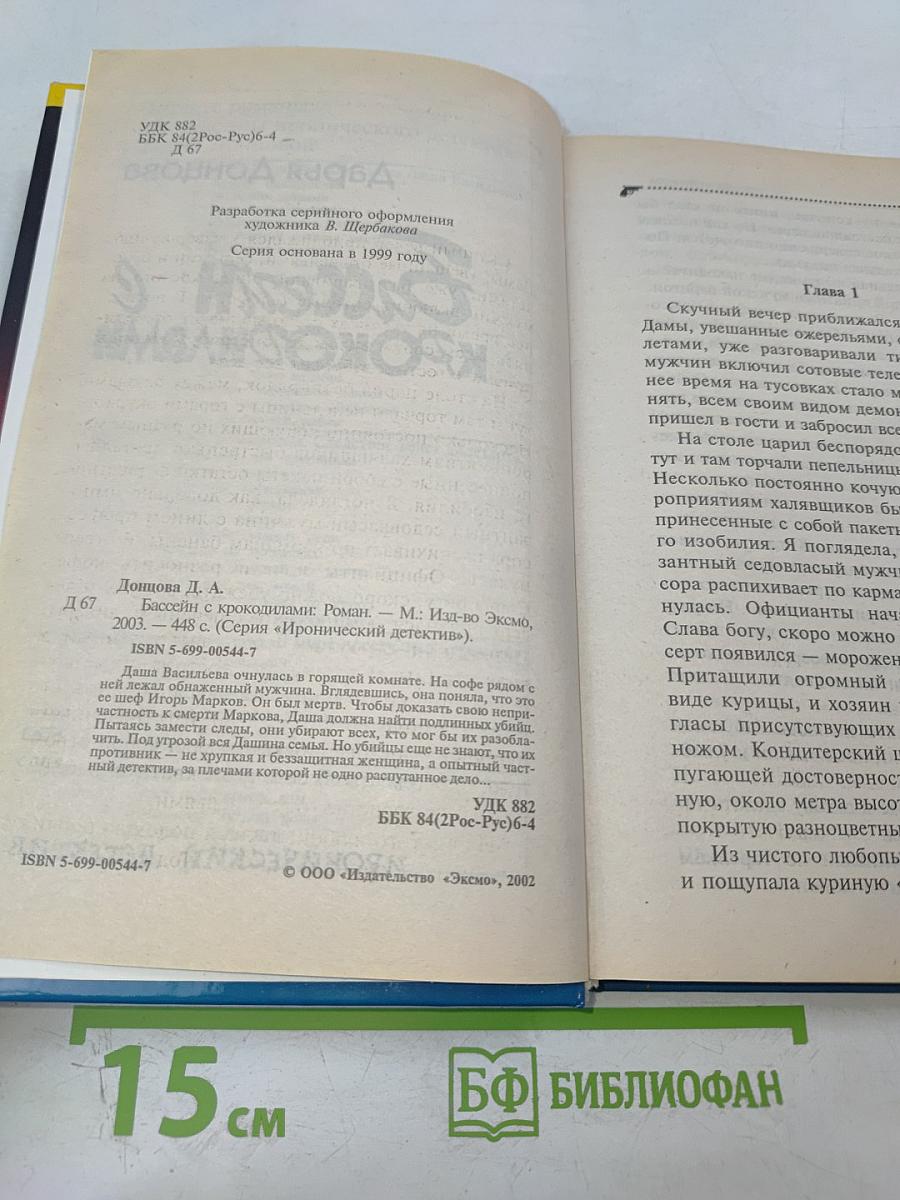 УДК 882
ББК 84(2Рос-Рус)6-4
Д 67
Разработка серийного оформления
художника В. Щербакова
Серия основана в 1999 году
Донцова Д. А.
Д 67 Бассейн с крокодилами: Роман. — М.: Изд-во Эксмо,
2003. — 448 с. (Серия «Иронический детектив»).
ISBN 5-699-00544-7
Даша Васильева очнулась в горящей комнате. На софе рядом с
ней лежал обнаженный мужчина. Вглядевшись, она поняла, что это
ее шеф Игорь Марков. Он был мертв. Чтобы доказать свою непри-
частность к смерти Маркова, Даша должна найти подлинных убийц.
Пытаясь замести следы, они убирают всех, кто мог бы их разобла-
чить. Под угрозой вся Дашина семья. Но убийцы еще не знают, что их
противник — не хрупкая и беззащитная женщина, а опытный част-
ный детектив, за плечами которой не одно распутанное дело...
УДК 882
ББК 84(2Рос-Рус)6-4
ISBN 5-699-00544-7
© ООО «Издательство «Эксмо», 2002
Глава 1
Скучный вечер приближался
Дамы, увешанные ожерельями,
летами, уже разговаривали
мужчин включил сотовые
нее время на тусовках стало
нять, всем своим видом
пришел в гости и забросил
На столе царил
тут и там торчали
Несколько постоянно
роприятиям халявщиков
принесенные с собой
го изобилия. Я поглядела,
зантный седовласый
сора распихивает по
нулась. Официанты
Слава богу, скоро можно
серт появился —
Притащили огромный
виде курицы, и хозяин
гласы присутствующих
ножом. Кондитерский
пугающей
ную, около метра
покрытую
Из чистого
и пощупала куриную
15 см
БФ БИБЛИОФАН